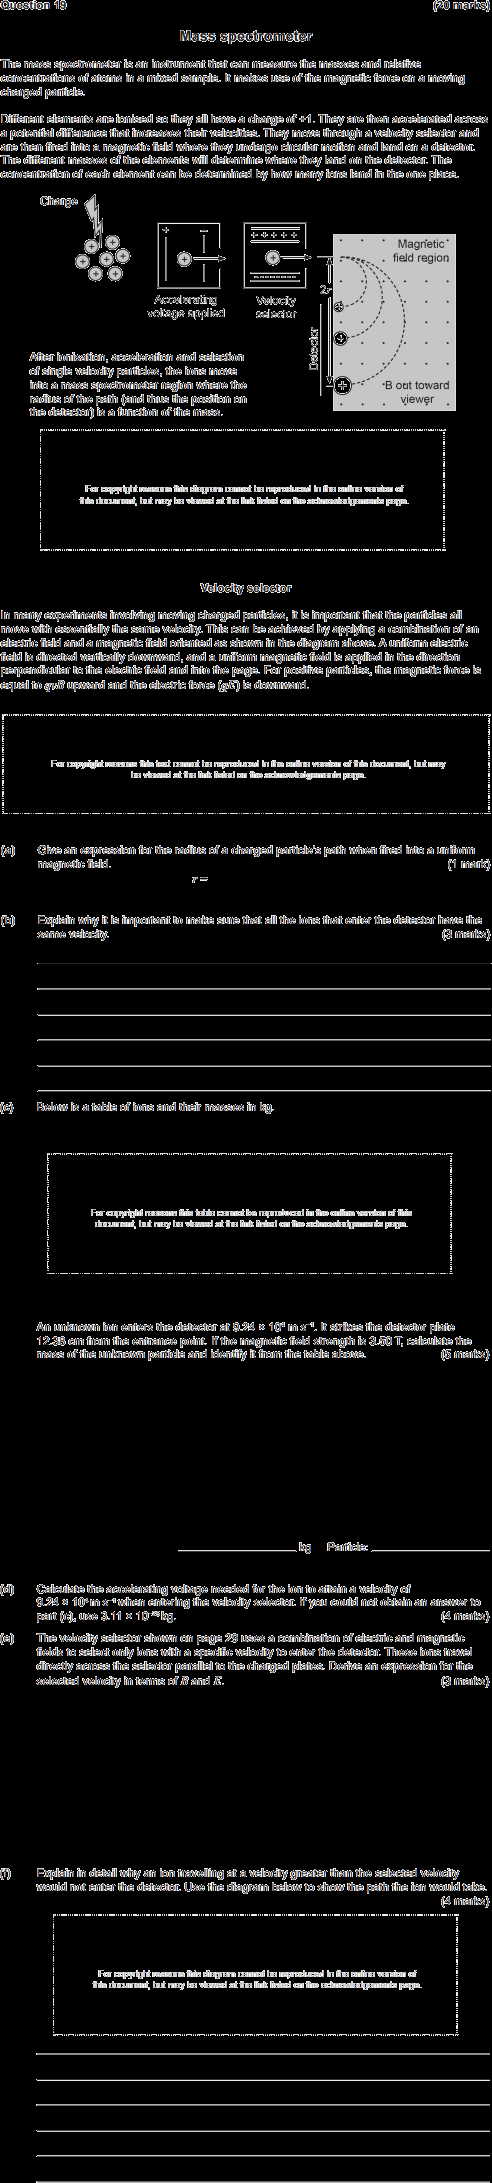 Question 19
(20 marks)
Mass spectrometer
The mass spectrometer is an instrument that can measure the masses and relative
concentrations of atoms in a mixed sample. It makes use of the magnetic force on a moving
charged particle.
Different elements are ionised so they all have a charge of +1. They are then accelerated across
a potential difference that increases their velocities. They move through a velocity selector and
are then fired into a magnetic field where they undergo circular motion and land on a detector.
The different masses of the elements will determine where they land on the detector. The
concentration of each element can be determined by how many ions land in the one place.
Charge
Accelerating
voltage applied
Velocity
selector
Magnetic
field region
2r
Detector
B out toward
viewer
After ionisation, acceleration and selection
of single velocity particles, the ions move
into a mass spectrometer region where the
radius of the path (and thus the position on
the detector) is a function of the mass.
For copyright reasons this diagram cannot be reproduced in the online version of
this document, but may be viewed at the link listed on the acknowledgements page.
Velocity selector
In many experiments involving moving charged particles, it is important that the particles all
move with essentially the same velocity. This can be achieved by applying a combination of an
electric field and a magnetic field oriented as shown in the diagram above. A uniform electric
field is directed vertically downward, and a uniform magnetic field is applied in the direction
perpendicular to the electric field and into the page. For positive particles, the magnetic force is
equal to qvB upward and the electric force (qE) is downward.
For copyright reasons this text cannot be reproduced in the online version of this document, but may
be viewed at the link listed on the acknowledgements page.
(a) Give an expression for the radius of a charged particle's path when fired into a uniform
magnetic field. (1 mark)
r =
(b) Explain why it is important to make sure that all the ions that enter the detector have the
same velocity. (3 marks)
(c) Below is a table of ions and their masses in kg.
For copyright reasons this table cannot be reproduced in the online version of this
document, but may be viewed at the link listed on the acknowledgements page.
An unknown ion enters the detector at 9.24 × 10 m s⁻¹. It strikes the detector plate
12.38 cm from the entrance point. If the magnetic field strength is 3.50 T, calculate the
mass of the unknown particle and identify it from the table above. (5 marks)
kg Particle:
(d) Calculate the accelerating voltage needed for the ion to attain a velocity of
9.24 × 10 m s⁻¹ when entering the velocity selector. If you could not obtain an answer to
part (c), use 3.11 × 10 kg. (4 marks)
(e) The velocity selector shown on page 29 uses a combination of electric and magnetic
fields to select only ions with a specific velocity to enter the detector. These ions travel
directly across the selector parallel to the charged plates. Derive an expression for the
selected velocity in terms of B and E. (3 marks)
(f) Explain in detail why an ion travelling at a velocity greater than the selected velocity
would not enter the detector. Use the diagram below to show the path the ion would take.
(4 marks)
For copyright reasons this diagram cannot be reproduced in the online version of
this document, but may be viewed at the link listed on the acknowledgements page.